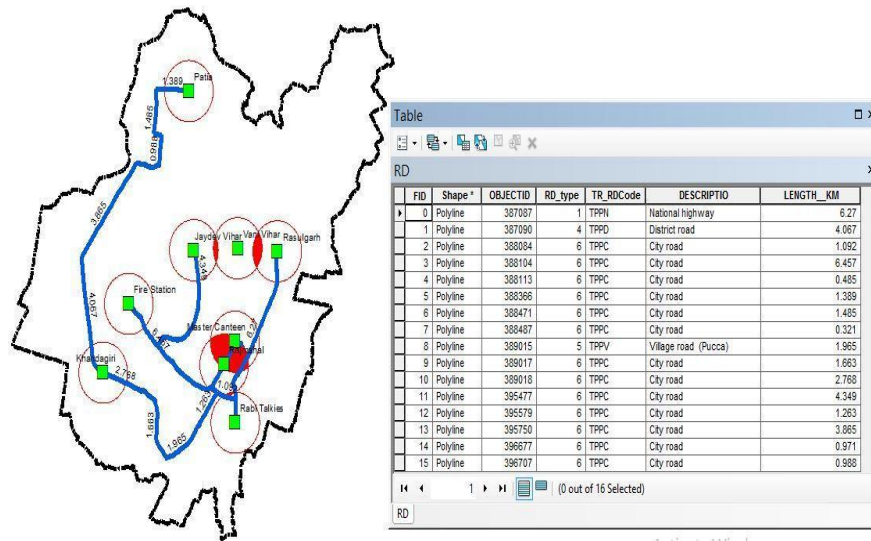 Patia
1.389
1.485
0.988
3.865
Jaydev Vihar
Vani Vihar
Rasulgarh
4.349
4.067
Fire Station
Master Canteen
Rajmahal
Khandagiri
2.768
1.263
Rabi Talkies
1.663
1.965
Table
RD
FID Shape * OBJECTID RD_type TR_RDCode DESCRIPTIO LENGTH__KM
0 Polyline 387087 1 TPPN National highway 6.27
1 Polyline 387090 4 TPPD District road 4.067
2 Polyline 388084 6 TPPC City road 1.092
3 Polyline 388104 6 TPPC City road 6.457
4 Polyline 388113 6 TPPC City road 0.485
5 Polyline 388366 6 TPPC City road 1.389
6 Polyline 388471 6 TPPC City road 1.485
7 Polyline 388487 6 TPPC City road 0.321
8 Polyline 389015 5 TPPV Village road (Pucca) 1.965
9 Polyline 389017 6 TPPC City road 1.663
10 Polyline 389018 6 TPPC City road 2.768
11 Polyline 395477 6 TPPC City road 4.349
12 Polyline 395579 6 TPPC City road 1.263
13 Polyline 395750 6 TPPC City road 3.865
14 Polyline 396677 6 TPPC City road 0.971
15 Polyline 396707 6 TPPC City road 0.988
1 (0 out of 16 Selected)
RD